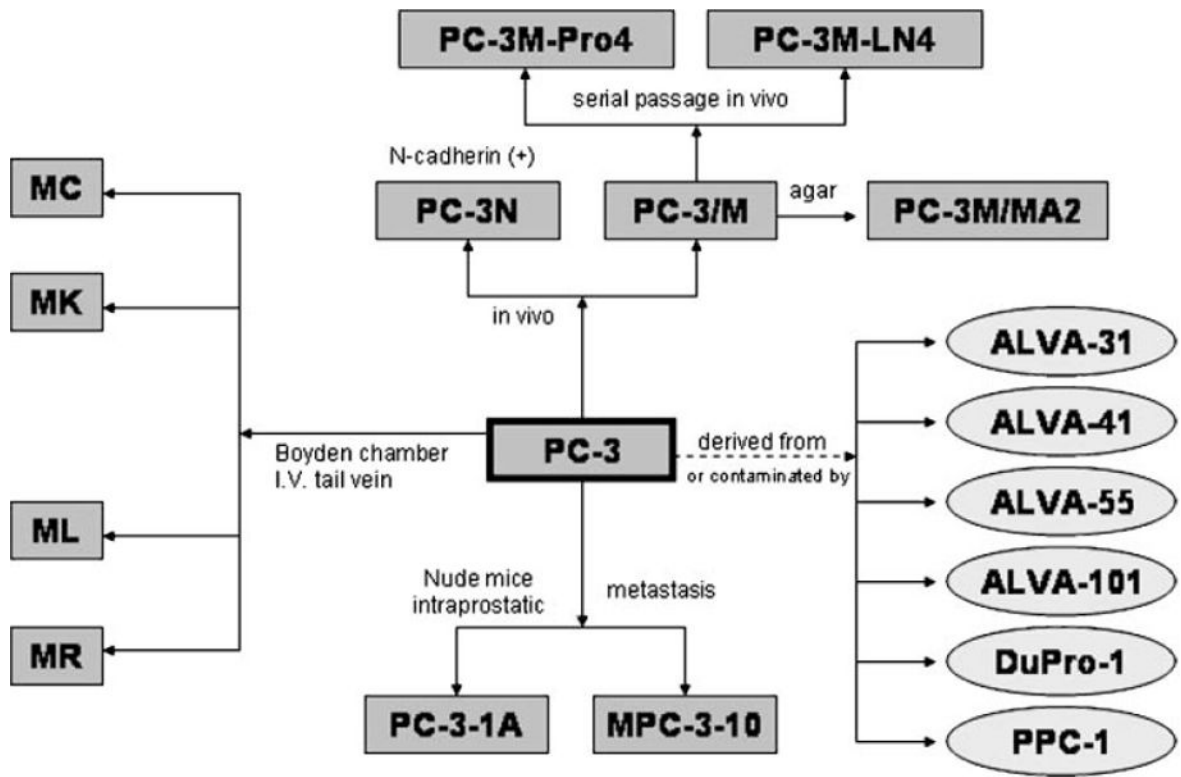 PC-3M-Pro4
PC-3M-LN4
serial passage in vivo
N-cadherin (+)
MC
PC-3N
PC-3/M
agar
PC-3M/MA2
MK
in vivo
ALVA-31
ALVA-41
PC-3
derived from
or contaminated by
Boyden chamber
I.V. tail vein
ALVA-55
ML
ALVA-101
Nude mice
intraprostatic
metastasis
MR
DuPro-1
PC-3-1A
MPC-3-10
PPC-1